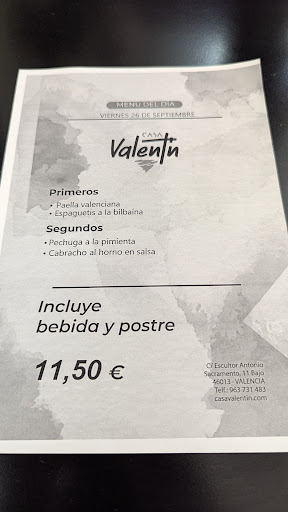 MENÚ DEL DÍA
VIERNES 26 DE SEPTIEMBRE
CASA
Valentín
Primeros
• Paella valenciana
• Espaguetis a la bilbaina
Segundos
• Pechuga a la pimienta
• Cabracho al horno en salsa
Incluye
bebida y postre
11,50 €
C/ Escultor Antonio
Sacramento, 11 Bajo
46013 - VALENCIA
Telf.: 963 731 483
casavalentin.com